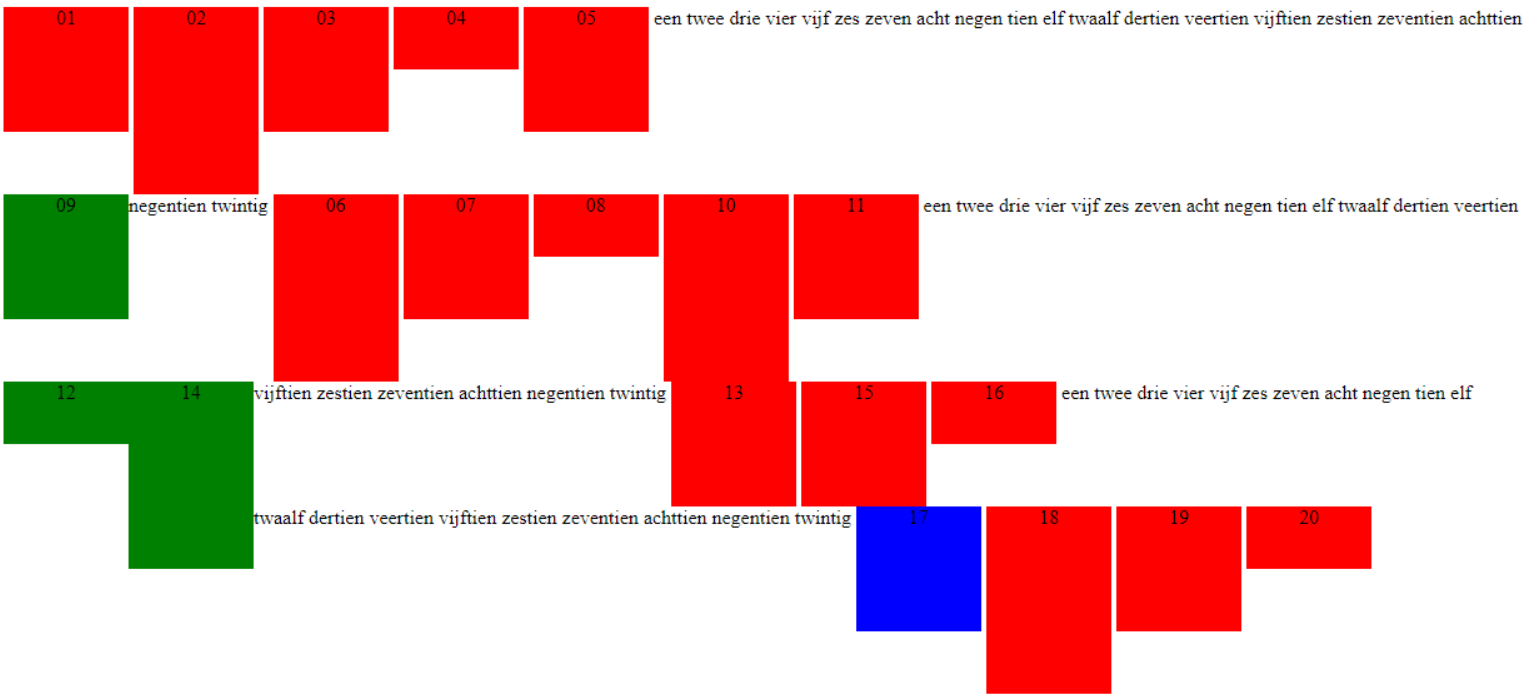 01 02 03 04 05 een twee drie vier vijf zes zeven acht negen tien elf twaalf dertien veertien vijftien zestien zeventien achttien
09 negentien twintig 06 07 08 10 11 een twee drie vier vijf zes zeven acht negen tien elf twaalf dertien veertien
12 14 vijftien zestien zeventien achttien negentien twintig 13 15 16 een twee drie vier vijf zes zeven acht negen tien elf
twaalf dertien veertien vijftien zestien zeventien achttien negentien twintig 17 18 19 20